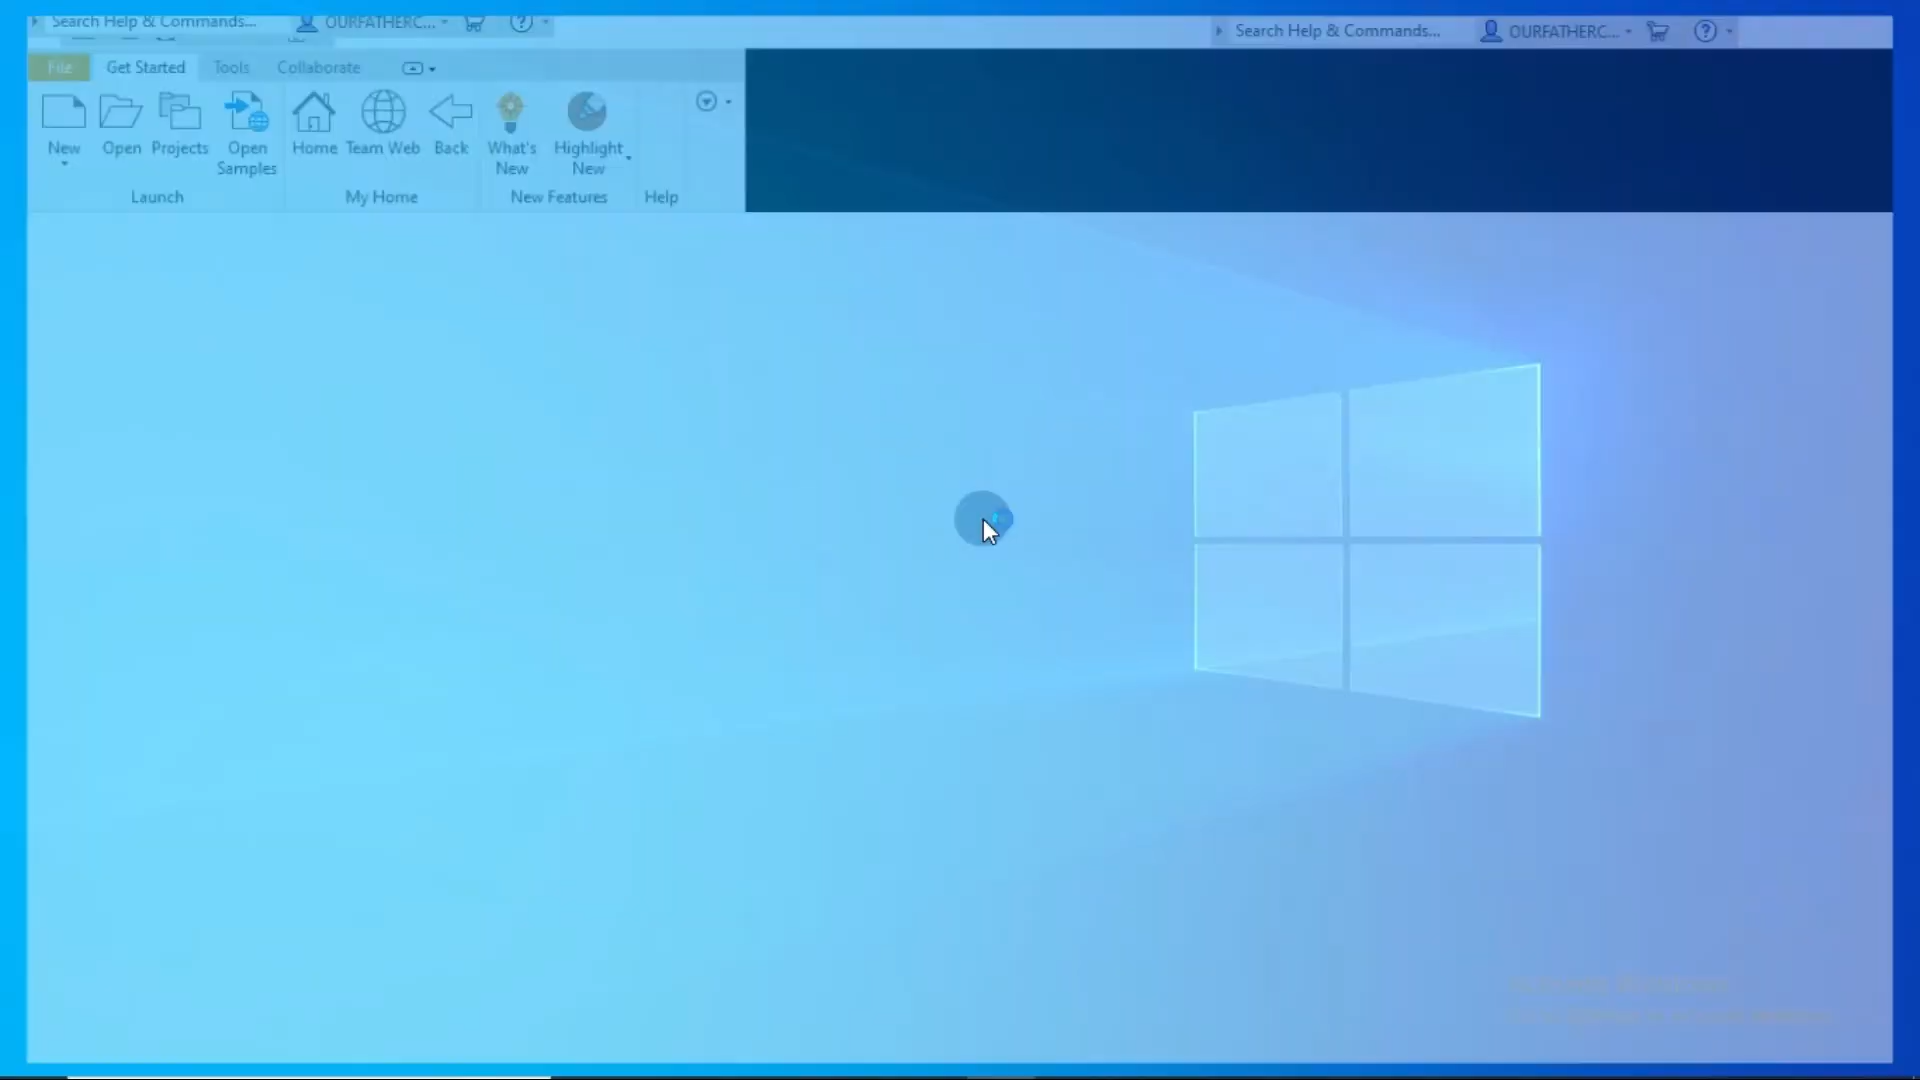 Search Help & Commands... OURFATHERC...
Search Help & Commands... OURFATHERC...
File Get Started Tools Collaborate
New Open Projects Open Samples Home Team Web Back What's New Highlight New
Launch My Home New Features Help